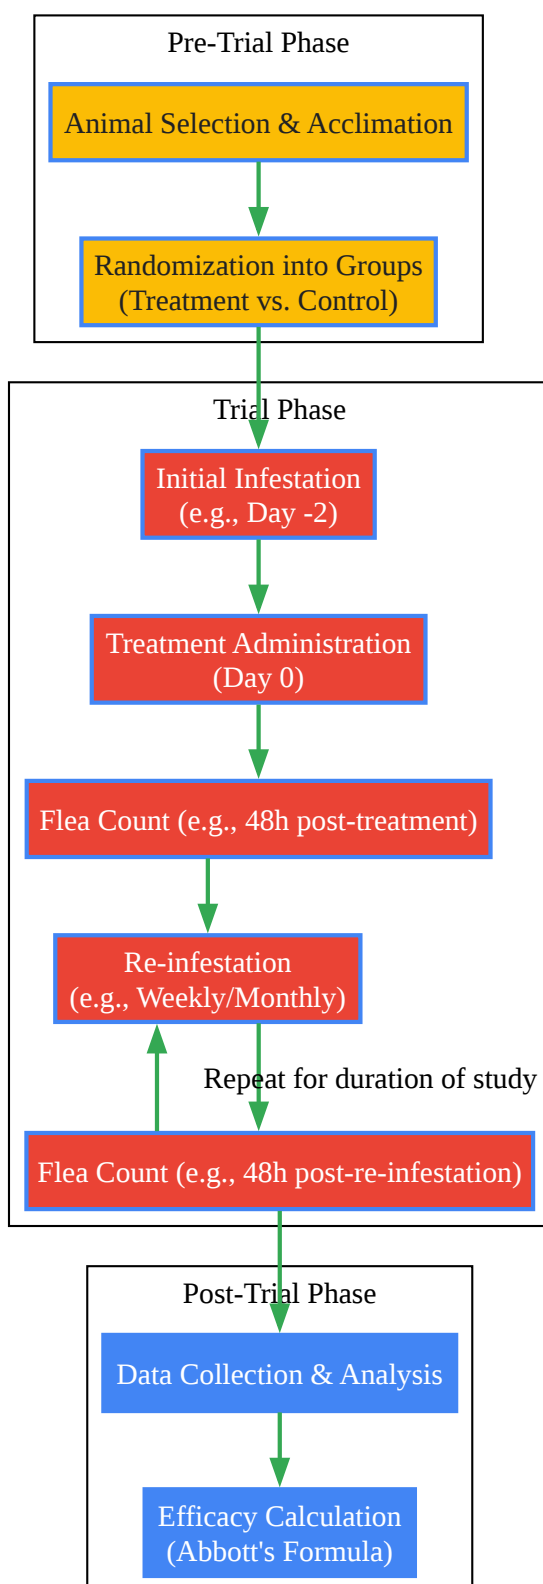 Pre-Trial Phase
Animal Selection & Acclimation
Randomization into Groups
(Treatment vs. Control)
Trial Phase
Initial Infestation
(e.g., Day -2)
Treatment Administration
(Day 0)
Flea Count (e.g., 48h post-treatment)
Re-infestation
(e.g., Weekly/Monthly)
Repeat for duration of study
Flea Count (e.g., 48h post-re-infestation)
Post-Trial Phase
Data Collection & Analysis
Efficacy Calculation
(Abbott's Formula)